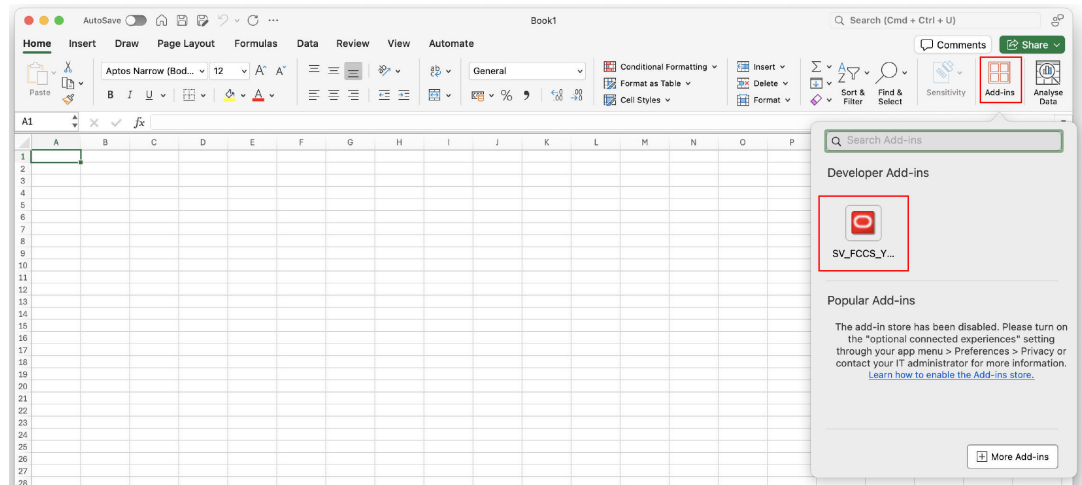 AutoSave
Book1
Search (Cmd + Ctrl + U)
Home Insert Draw Page Layout Formulas Data Review View Automate
Comments
Share
Paste
Aptos Narrow (Bod... 12 A^ A˅
B I U A
ab
General
% 9
Conditional Formatting
Format as Table
Cell Styles
Insert
Delete
Format
Sort &
Filter
Find &
Select
Sensitivity
Add-ins
Analyse
Data
A1
fx
A B C D E F G H I J K L M N O P
1
2
3
4
5
6
7
8
9
10
11
12
13
14
15
16
17
18
19
20
21
22
23
24
25
26
27
28
Search Add-ins
Developer Add-ins
SV_FCCS_Y...
Popular Add-ins
The add-in store has been disabled. Please turn on
the "optional connected experiences" setting
through your app menu > Preferences > Privacy or
contact your IT administrator for more information.
Learn how to enable the Add-ins store.
More Add-ins